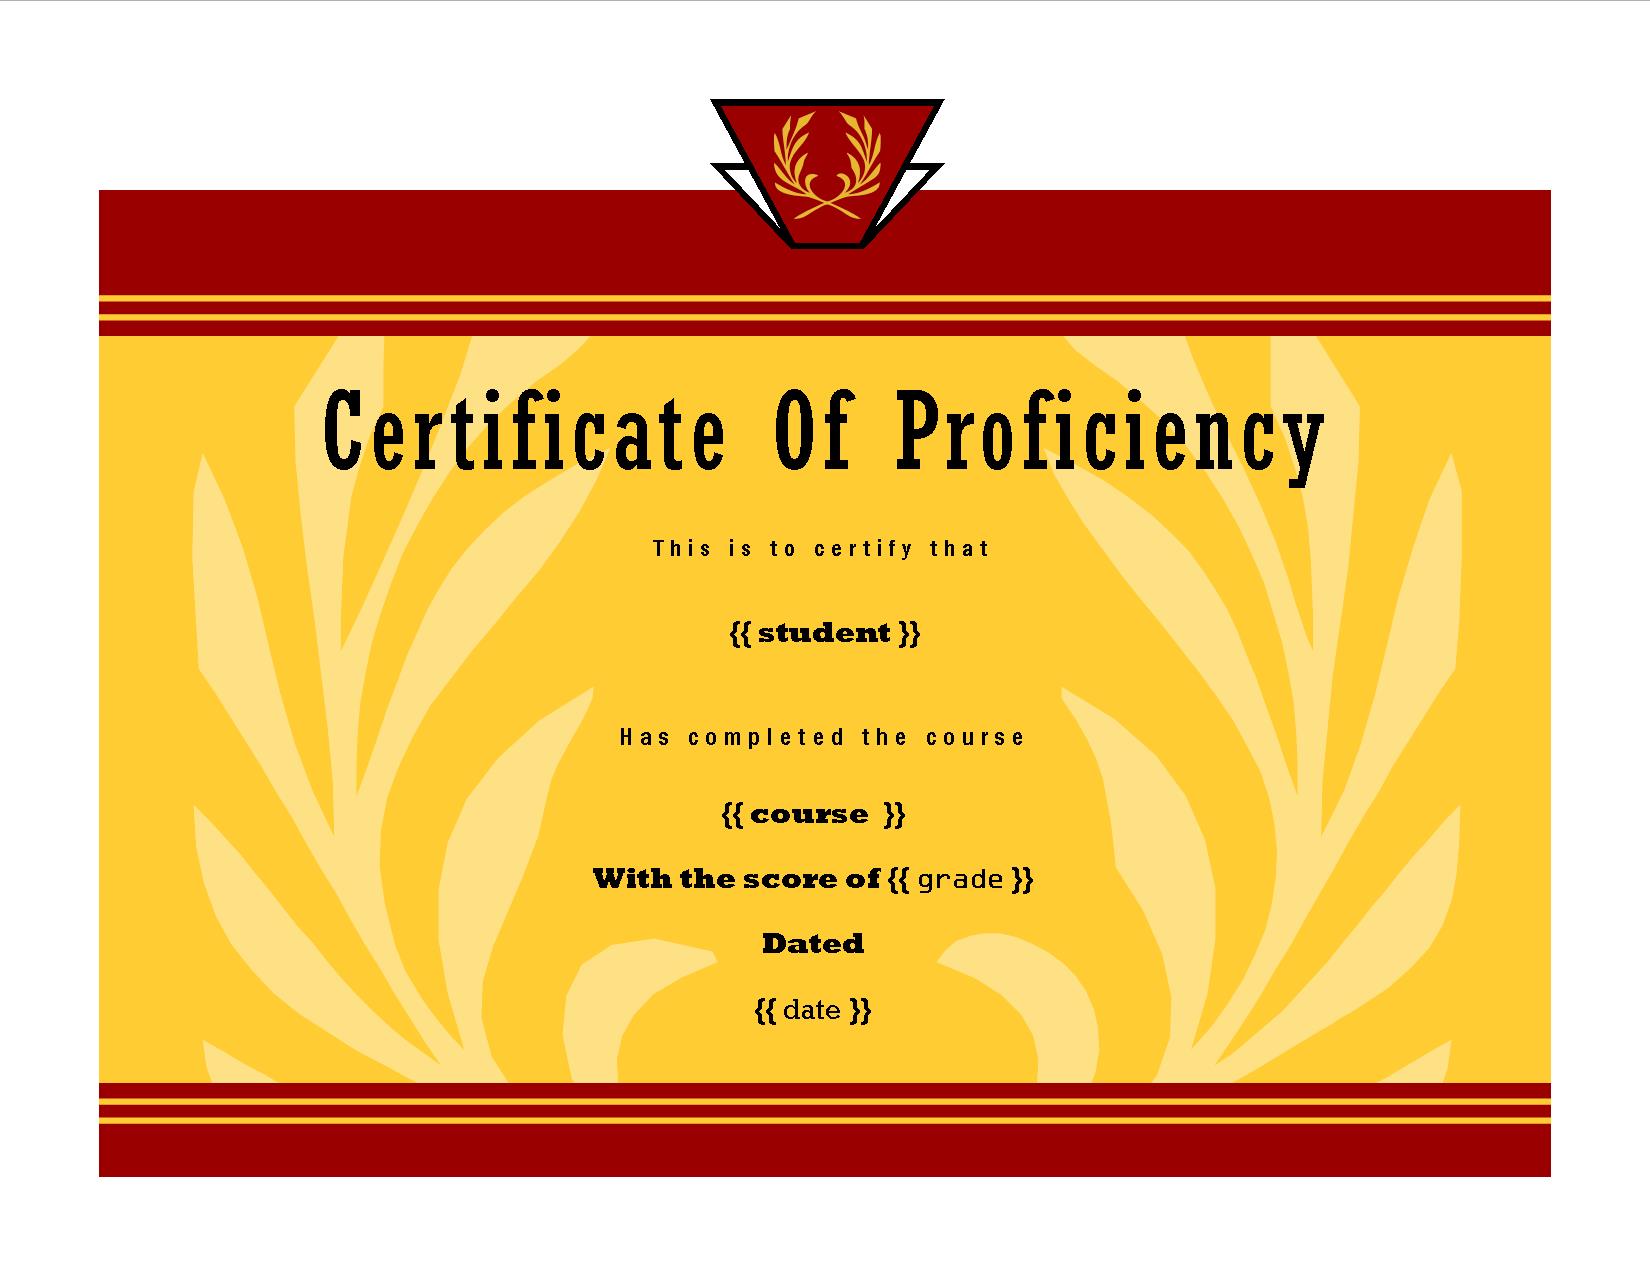 Certificate Of Proficiency
This is to certify that
{{ student }}
Has completed the course
{{ course }}
With the score of {{ grade }}
Dated
{{ date }}